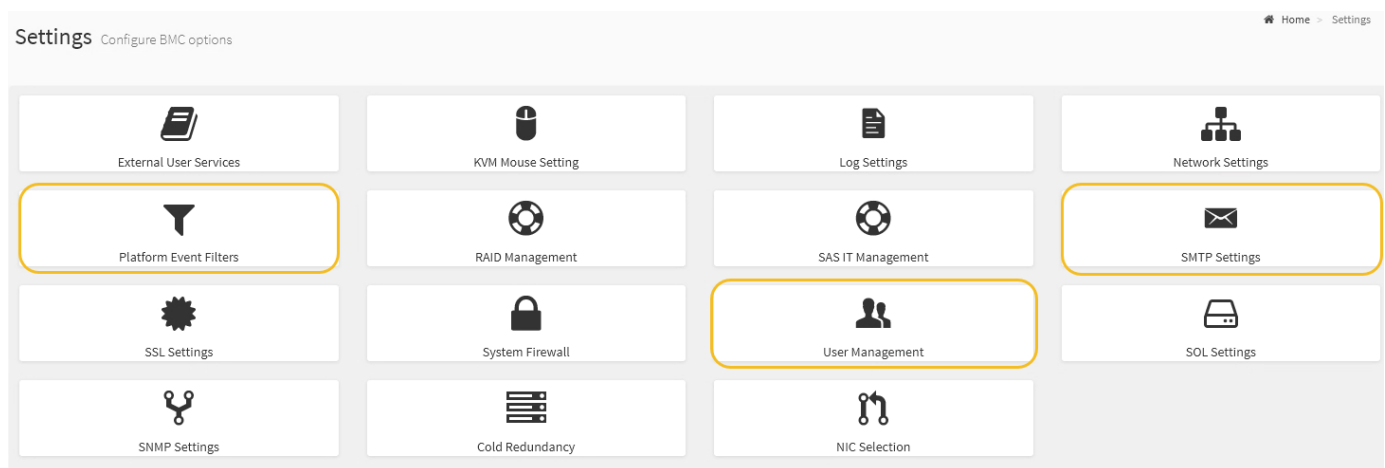 Home > Settings
Settings Configure BMC options
External User Services
KVM Mouse Setting
Log Settings
Network Settings
Platform Event Filters
RAID Management
SAS IT Management
SMTP Settings
SSL Settings
System Firewall
User Management
SOL Settings
SNMP Settings
Cold Redundancy
NIC Selection